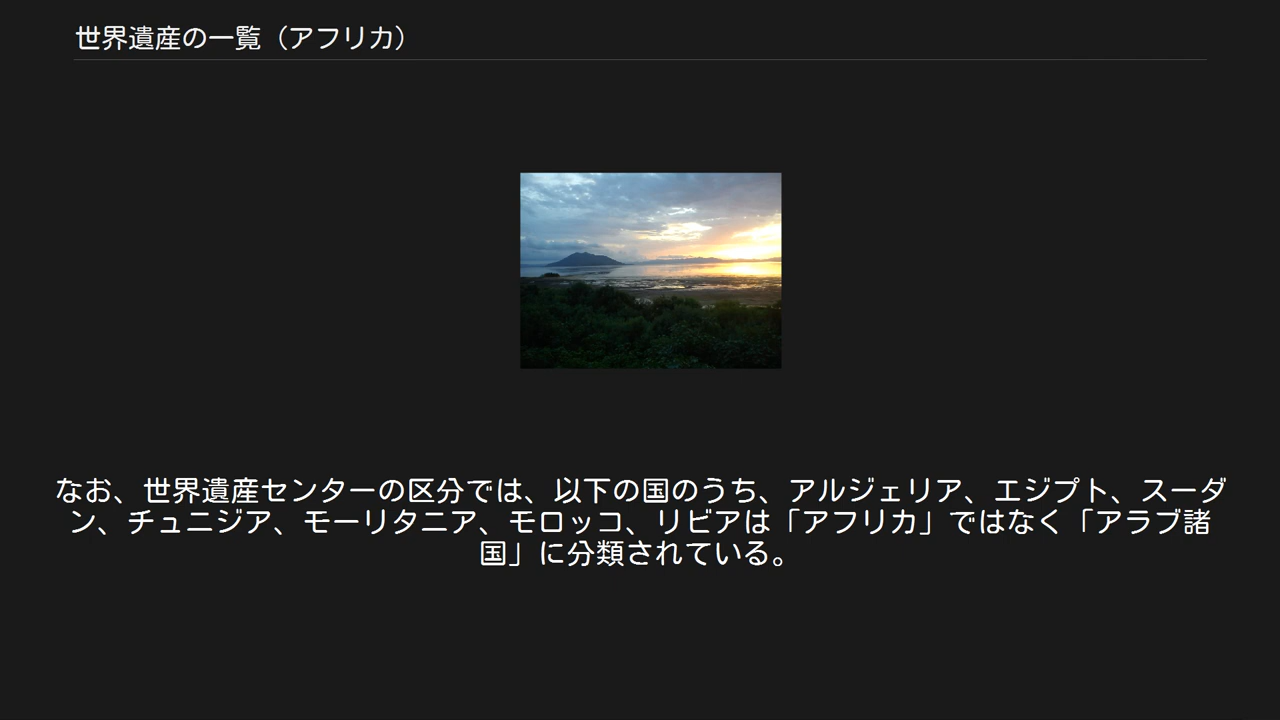 世界遺産の一覧（アフリカ）
なお、世界遺産センターの区分では、以下の国のうち、アルジェリア、エジプト、スーダ
ン、チュニジア、モーリタニア、モロッコ、リビアは「アフリカ」ではなく「アラブ諸
国」に分類されている。